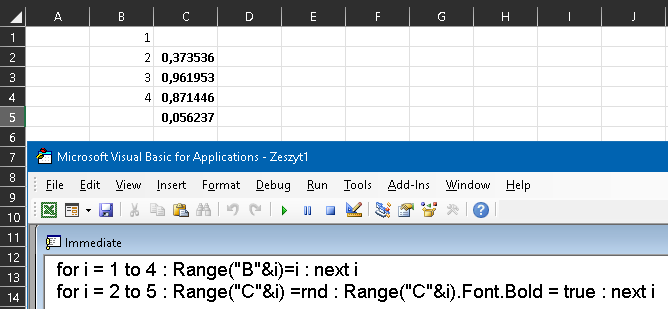 A B C D E F G H I J
1 1
2 2 0,373536
3 3 0,961953
4 4 0,871446
5 0,056237
6
7 Microsoft Visual Basic for Applications - Zeszyt1
8 File Edit View Insert Format Debug Run Tools Add-Ins Window Help
9
10
11 Immediate
12
13 for i = 1 to 4 : Range("B"&i)=i : next i
14 for i = 2 to 5 : Range("C"&i) =rnd : Range("C"&i).Font.Bold = true : next i